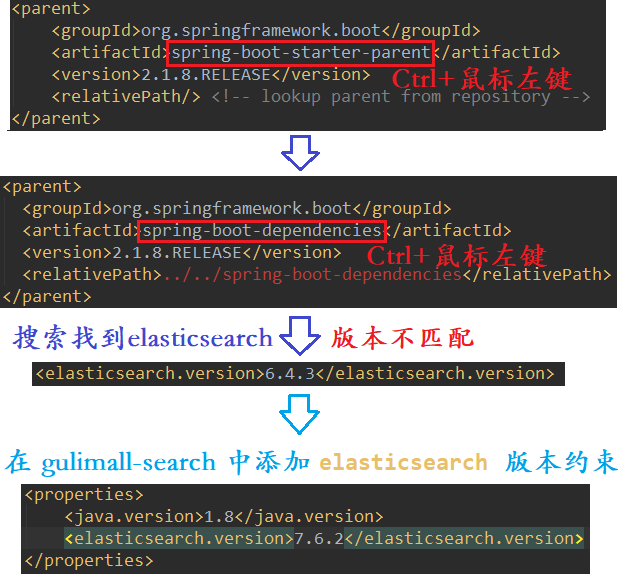 <parent>
<groupId>org.springframework.boot</groupId>
<artifactId>spring-boot-starter-parent</artifactId>
<version>2.1.8.RELEASE</version> Ctrl+鼠标左键
<relativePath/> <!-- lookup parent from repository -->
</parent>
<parent>
<groupId>org.springframework.boot</groupId>
<artifactId>spring-boot-dependencies</artifactId>
<version>2.1.8.RELEASE</version> Ctrl+鼠标左键
<relativePath>../../spring-boot-dependencies</relativePath>
</parent>
搜索找到elasticsearch 版本不匹配
<elasticsearch.version>6.4.3</elasticsearch.version>
在 gulimall-search 中添加 elasticsearch 版本约束
<properties>
<java.version>1.8</java.version>
<elasticsearch.version>7.6.2</elasticsearch.version>
</properties>